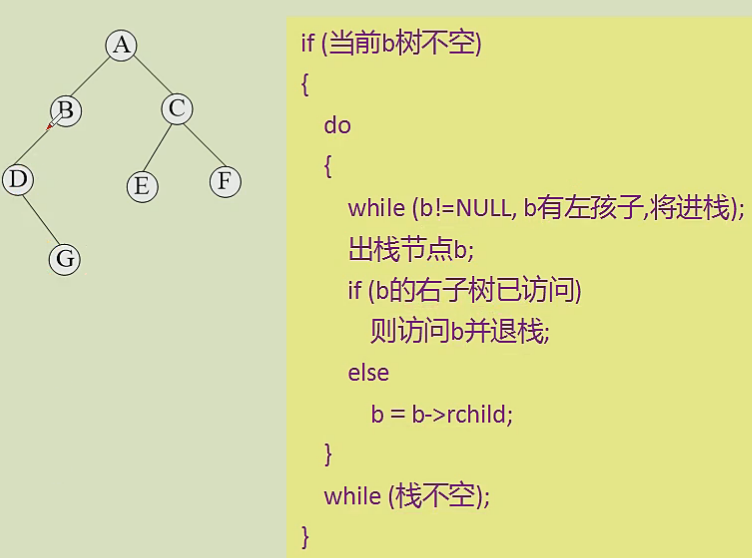 A
B
C
D
E
F
G
if (当前b树不空)
{
do
{
while (b!=NULL, b有左孩子,将进栈);
出栈节点b;
if (b的右子树已访问)
则访问b并退栈;
else
b = b->rchild;
}
while (栈不空);
}